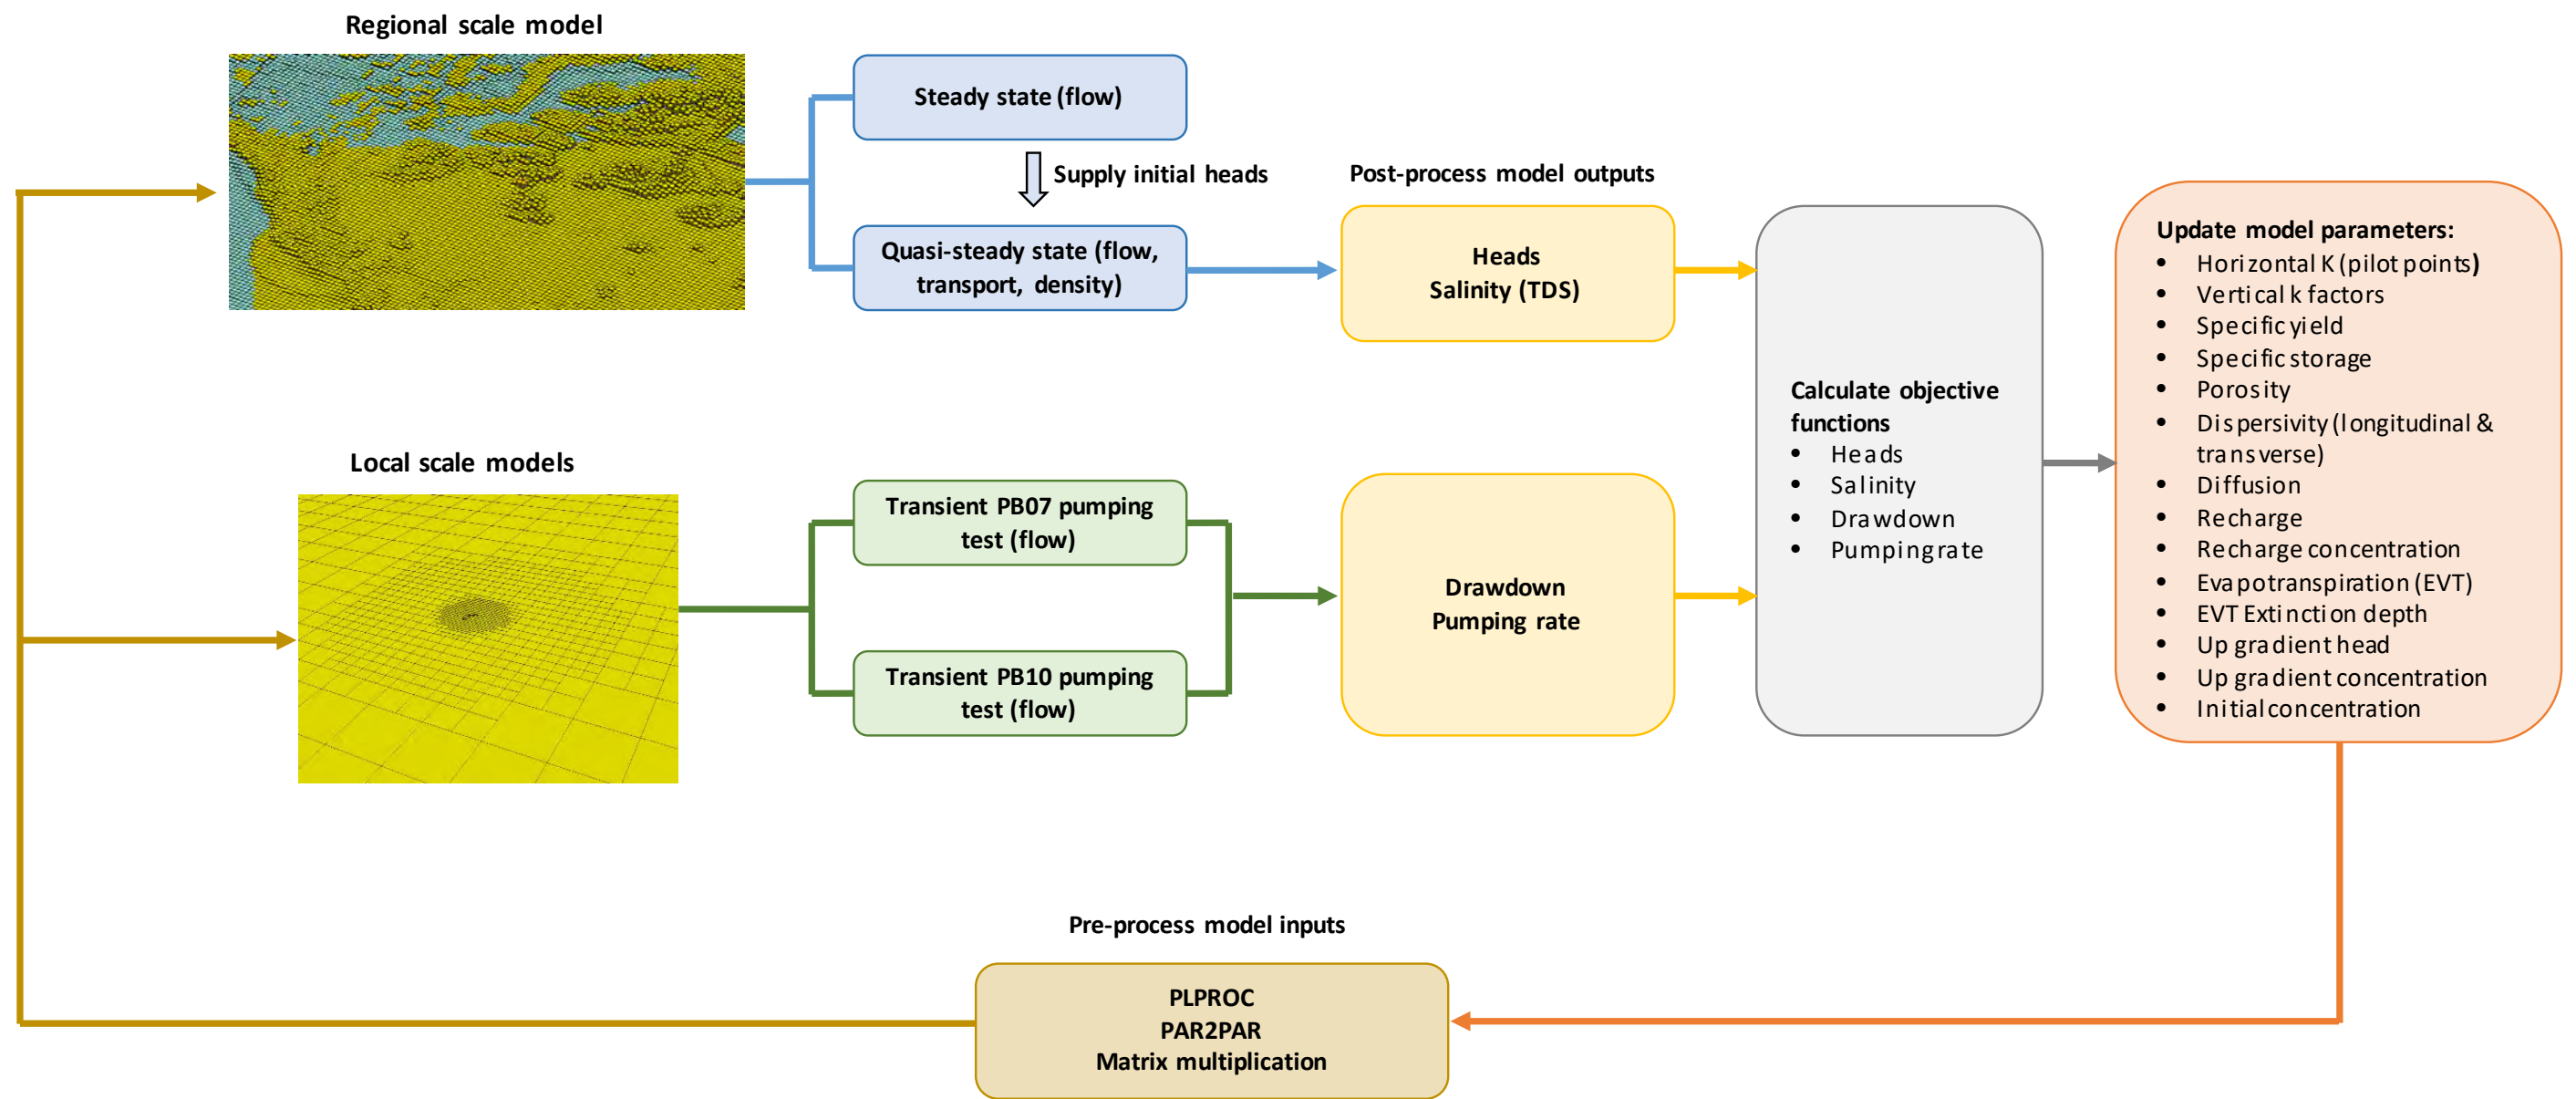 Regional scale model
Steady state (flow)
Supply initial heads
Quasi-steady state (flow,
transport, density)
Post-process model outputs
Heads
Salinity (TDS)
Local scale models
Transient PB07 pumping
test (flow)
Transient PB10 pumping
test (flow)
Drawdown
Pumping rate
Calculate objective
functions
• Heads
• Salinity
• Drawdown
• Pumping rate
Update model parameters:
• Horizontal K (pilot points)
• Vertical k factors
• Specific yield
• Specific storage
• Porosity
• Dispersivity (longitudinal &
transverse)
• Diffusion
• Recharge
• Recharge concentration
• Evapotranspiration (EVT)
• EVT Extinction depth
• Up gradient head
• Up gradient concentration
• Initial concentration
Pre-process model inputs
PLPROC
PAR2PAR
Matrix multiplication